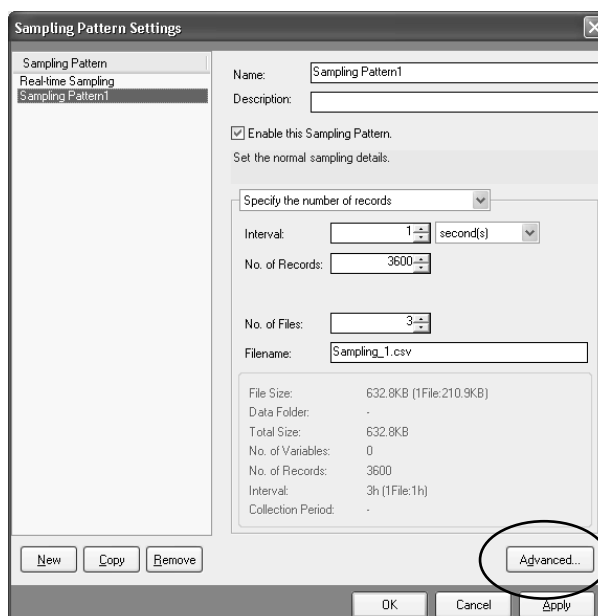 Sampling Pattern Settings
Sampling Pattern
Real-time Sampling
Sampling Pattern1
Name: Sampling Pattern1
Description:
Enable this Sampling Pattern.
Set the normal sampling details.
Specify the number of records
Interval: 1 second(s)
No. of Records: 3600
No. of Files: 3
Filename: Sampling_1.csv
File Size: 632.8KB (1File:210.9KB)
Data Folder: -
Total Size: 632.8KB
No. of Variables: 0
No. of Records: 3600
Interval: 3h (1File:1h)
Collection Period: -
New Copy Remove Advanced...
OK Cancel Apply